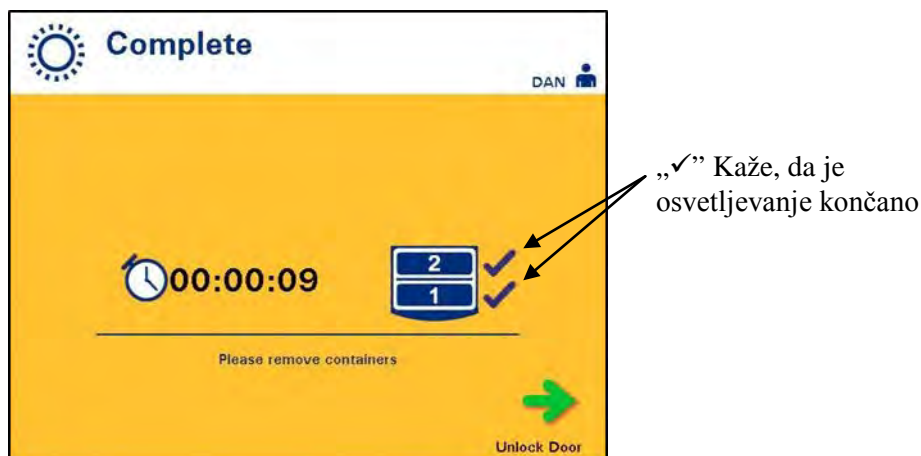 Complete
DAN
„✓” Kaže, da je
osvetljevanje končano
00:00:09
2
1
Please remove containers
Unlock Door